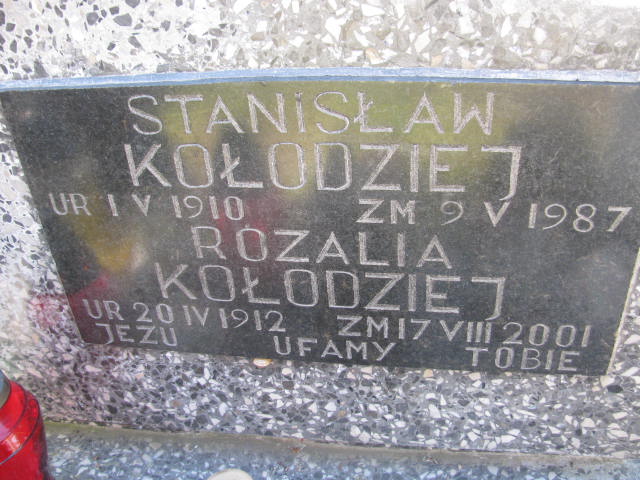 STANISŁAW
KOŁODZIEJ
UR 1 V 1910 ZM 9 V 1987
ROZALIA
KOŁODZIEJ
UR 20 IV 1912 ZM 17 VIII 2001
JEZU UFAMY TOBIE